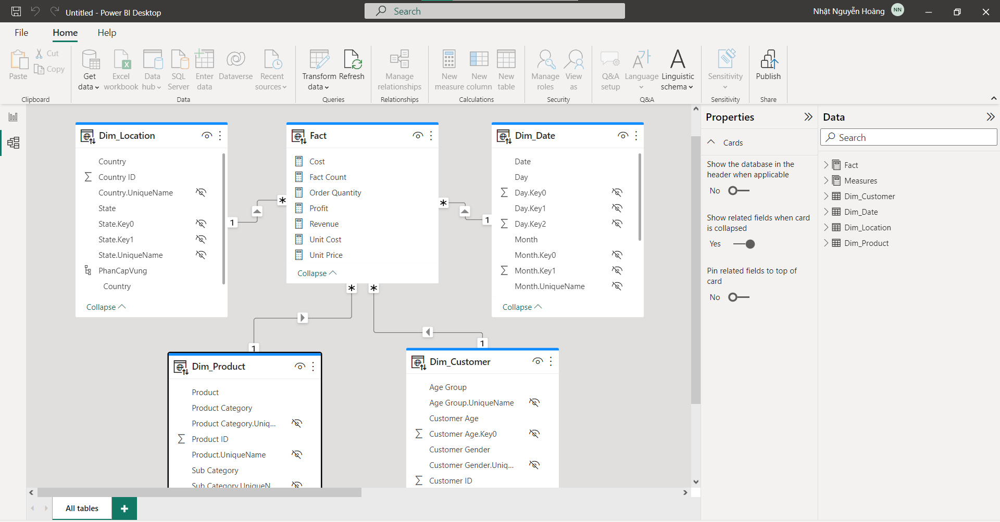 Untitled - Power BI Desktop
Search
Nhật Nguyễn Hoàng
NN
File
Home
Help
Paste
Cut
Copy
Clipboard
Get data
Excel workbook
Data hub
SQL Server
Enter data
Dataverse
Recent sources
Data
Transform data
Refresh
Queries
Manage relationships
Relationships
New measure
New column
New table
Calculations
Manage roles
View as
Security
Q&A setup
Language
Linguistic schema
Q&A
Sensitivity
Sensitivity
Publish
Share
Dim_Location
Country
Country ID
Country.UniqueName
State
State.Key0
State.Key1
State.UniqueName
PhanCapVung
Country
Collapse
1
*
Fact
Cost
Fact Count
Order Quantity
Profit
Revenue
Unit Cost
Unit Price
Collapse
*
1
Dim_Date
Date
Day
Day.Key0
Day.Key1
Day.Key2
Month
Month.Key0
Month.Key1
Month.UniqueName
Collapse
*
*
1
1
Dim_Product
Product
Product Category
Product Category.Uniq...
Product ID
Product.UniqueName
Sub Category
Sub Category.UniqueN...
Dim_Customer
Age Group
Age Group.UniqueName
Customer Age
Customer Age.Key0
Customer Gender
Customer Gender.Uniq...
Customer ID
Properties
Cards
Show the database in the
header when applicable
No
Show related fields when card
is collapsed
Yes
Pin related fields to top of
card
No
Data
Search
Fact
Measures
Dim_Customer
Dim_Date
Dim_Location
Dim_Product
All tables